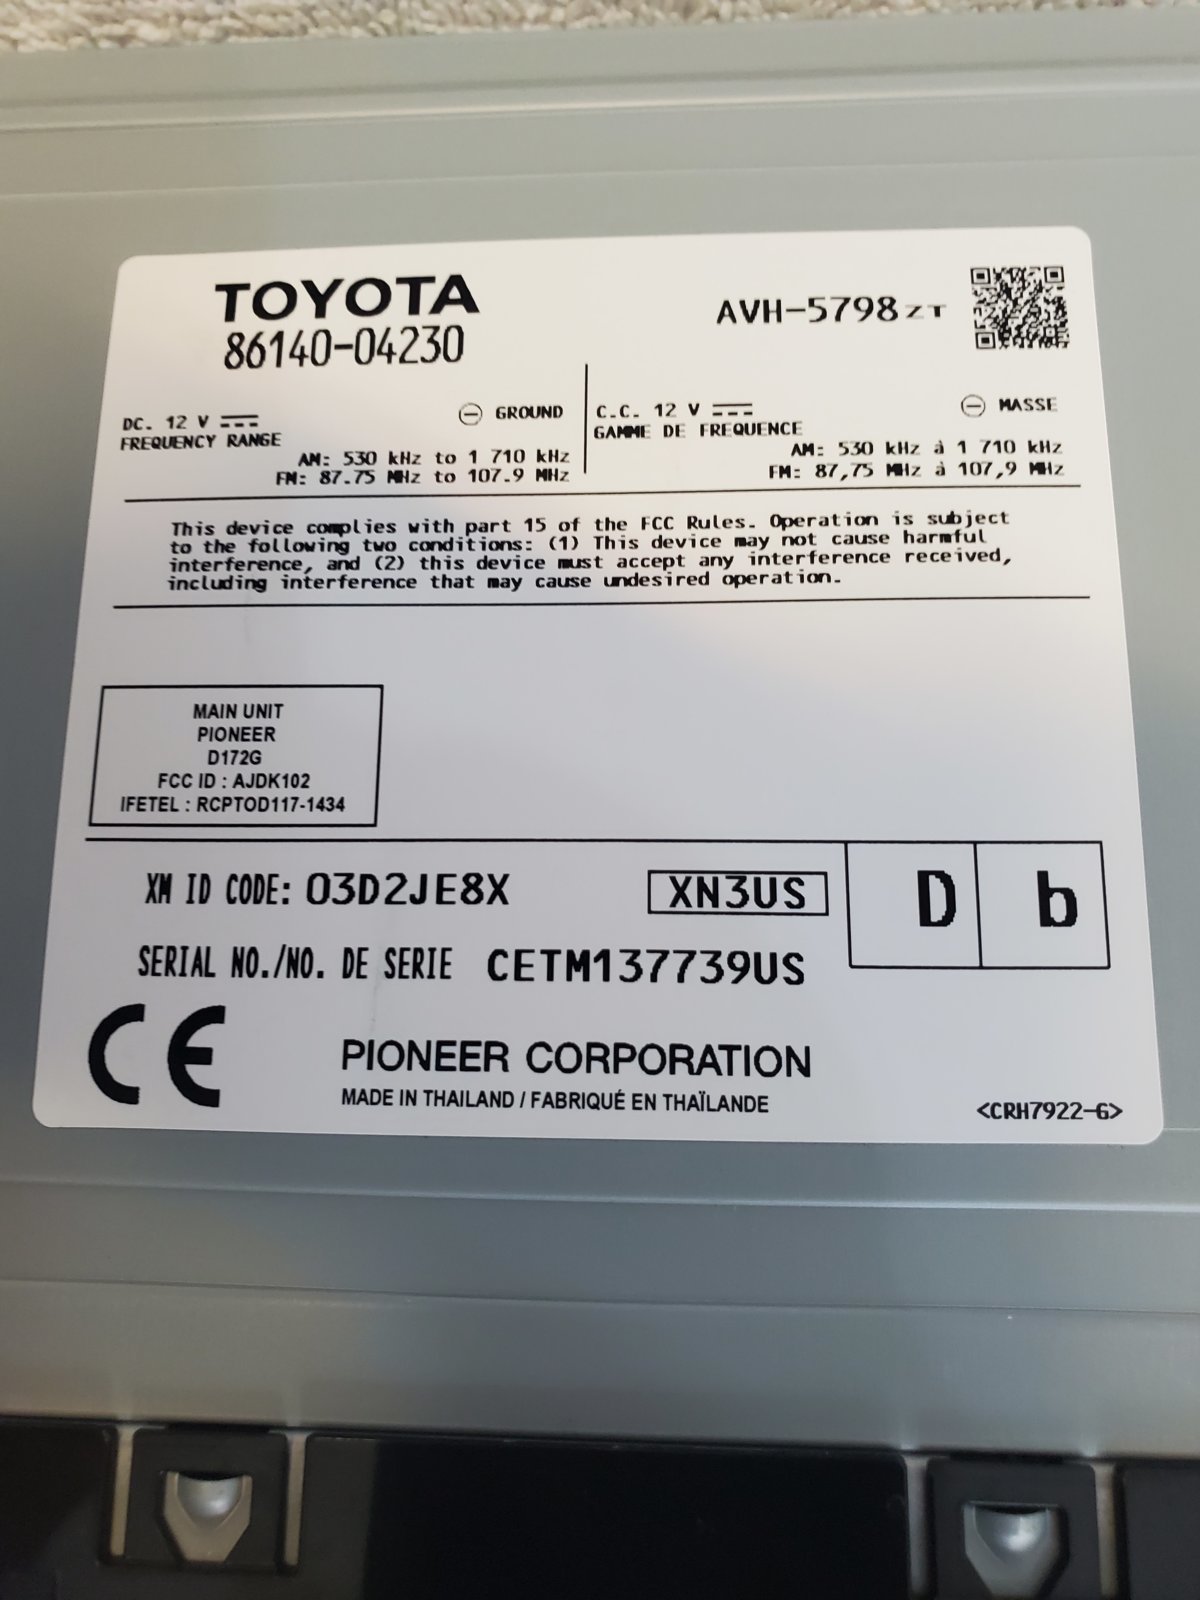 TOYOTA
86140-04230
AVH-5798ZT
DC. 12 V
GROUND
FREQUENCY RANGE
AM: 530 kHz to 1 710 kHz
FM: 87.75 MHz to 107.9 MHz
C.C. 12 V
MASSE
GAMME DE FREQUENCE
AM: 530 kHz à 1 710 kHz
FM: 87,75 MHz à 107,9 MHz
This device complies with part 15 of the FCC Rules. Operation is subject
to the following two conditions: (1) This device may not cause harmful
interference, and (2) this device must accept any interference received,
including interference that may cause undesired operation.
MAIN UNIT
PIONEER
D172G
FCC ID : AJDK102
IFETEL : RCPTOD117-1434
XM ID CODE: 03D2JE8X
XN3US
D b
SERIAL NO./NO. DE SERIE CETM137739US
CE
PIONEER CORPORATION
MADE IN THAILAND / FABRIQUÉ EN THAÏLANDE
<CRH7922-G>